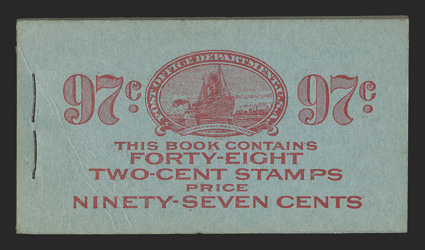 97¢ POST OFFICE DEPARTMENT, U.S.A. 97¢
THIS BOOK CONTAINS
FORTY-EIGHT
TWO-CENT STAMPS
PRICE
NINETY-SEVEN CENTS